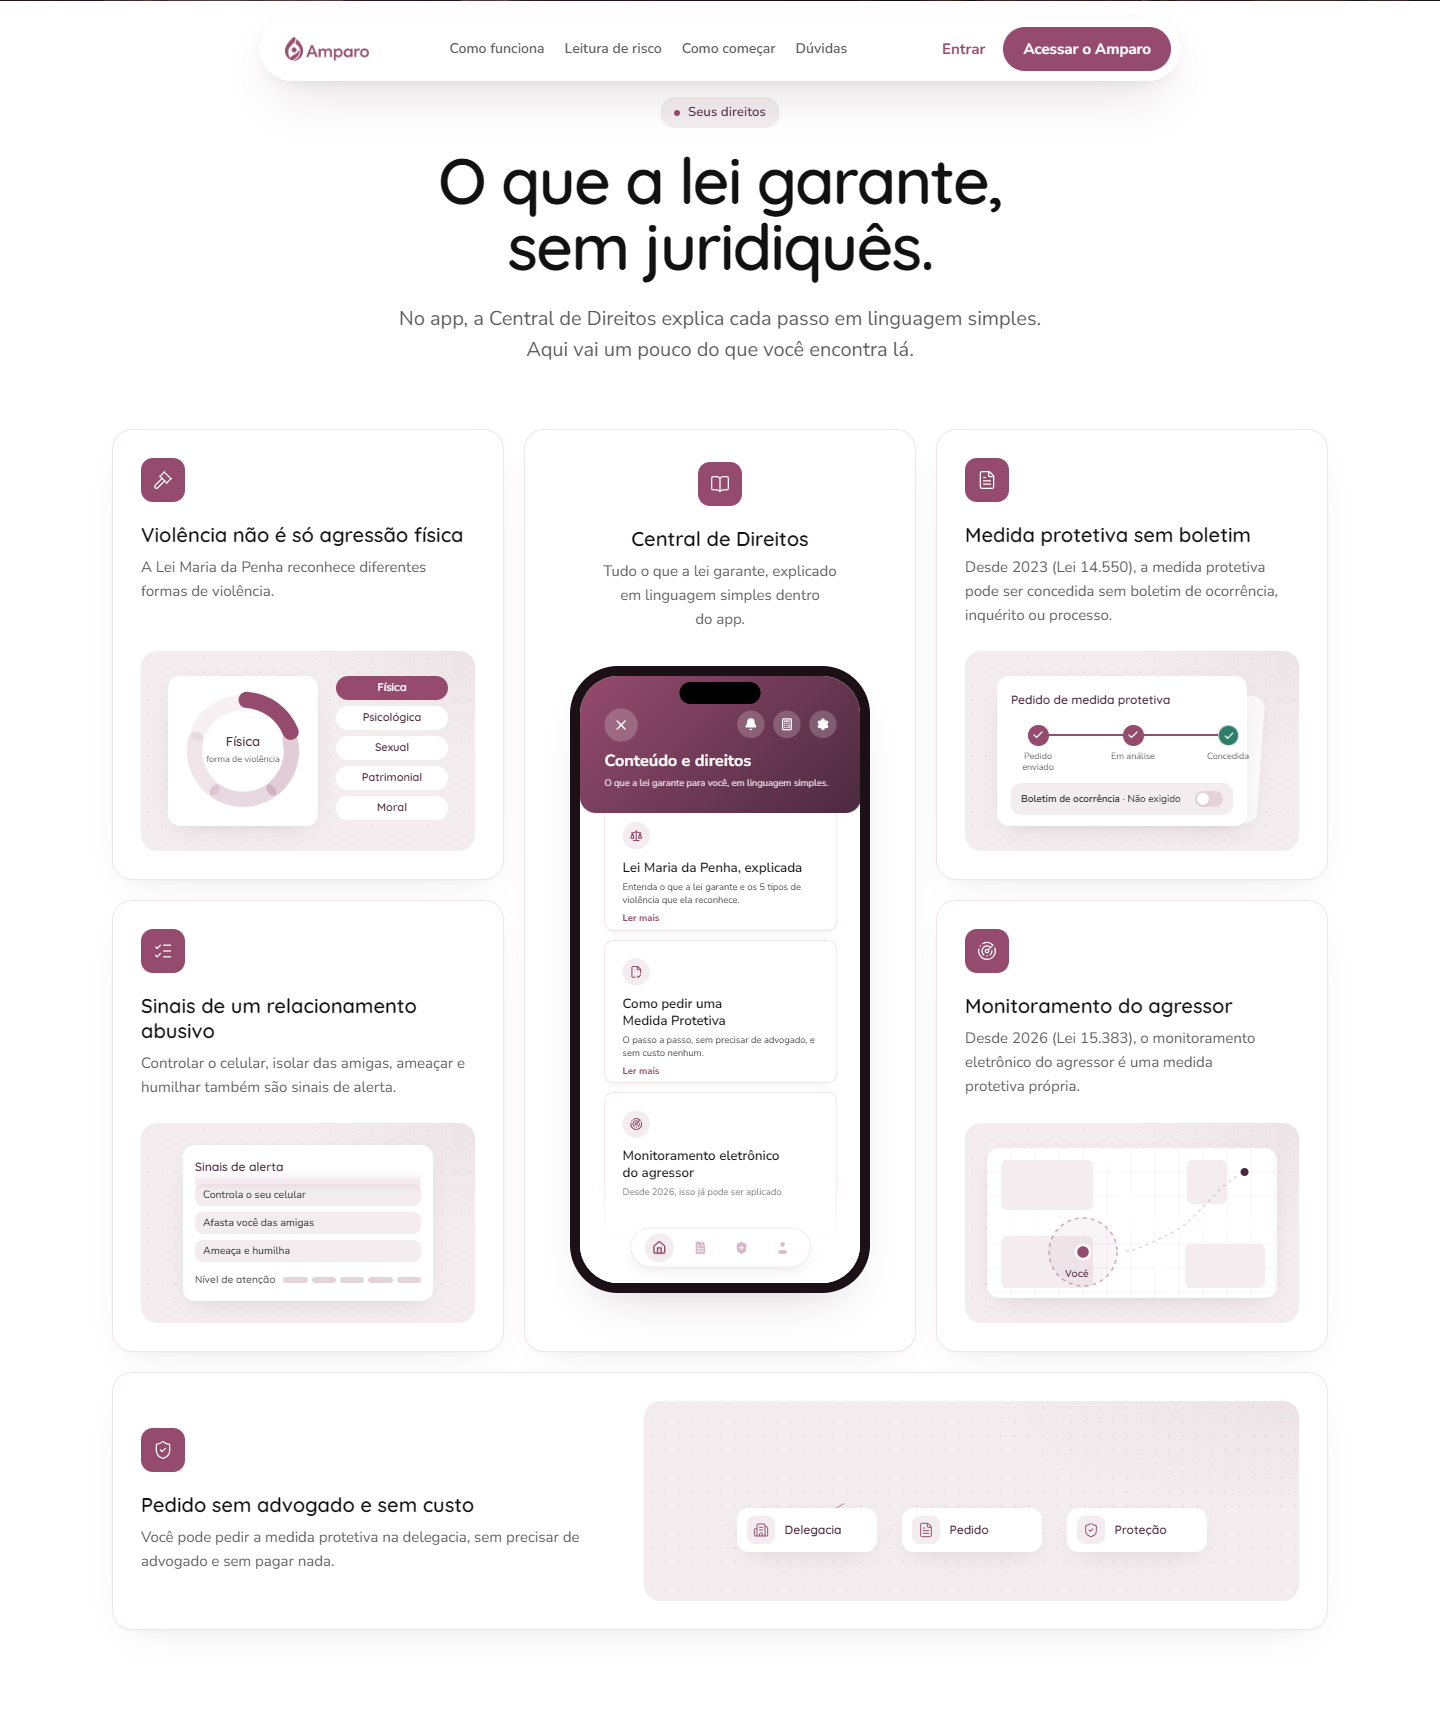 Amparo
Como funciona
Leitura de risco
Como começar
Dúvidas
Entrar
Acessar o Amparo
Seus direitos
O que a lei garante,
sem juridiquês.
No app, a Central de Direitos explica cada passo em linguagem simples.
Aqui vai um pouco do que você encontra lá.
Violência não é só agressão física
A Lei Maria da Penha reconhece diferentes
formas de violência.
Física
forma de violência
Física
Psicológica
Sexual
Patrimonial
Moral
Central de Direitos
Tudo o que a lei garante, explicado
em linguagem simples dentro
do app.
Conteúdo e direitos
O que a lei garante para você, em linguagem simples.
Lei Maria da Penha, explicada
Entenda o que a lei garante e os 5 tipos de
violência que ela reconhece.
Ler mais
Como pedir uma
Medida Protetiva
O passo a passo, sem precisar de advogado, e
sem custo nenhum.
Ler mais
Monitoramento eletrônico
do agressor
Desde 2026, isso já pode ser aplicado
Medida protetiva sem boletim
Desde 2023 (Lei 14.550), a medida protetiva
pode ser concedida sem boletim de ocorrência,
inquérito ou processo.
Pedido de medida protetiva
Pedido
enviado
Em análise
Concedida
Boletim de ocorrência · Não exigido
Sinais de um relacionamento
abusivo
Controlar o celular, isolar das amigas, ameaçar e
humilhar também são sinais de alerta.
Sinais de alerta
Controla o seu celular
Afasta você das amigas
Ameaça e humilha
Nível de atenção
Monitoramento do agressor
Desde 2026 (Lei 15.383), o monitoramento
eletrônico do agressor é uma medida
protetiva própria.
Você
Pedido sem advogado e sem custo
Você pode pedir a medida protetiva na delegacia, sem precisar de
advogado e sem pagar nada.
Delegacia
Pedido
Proteção